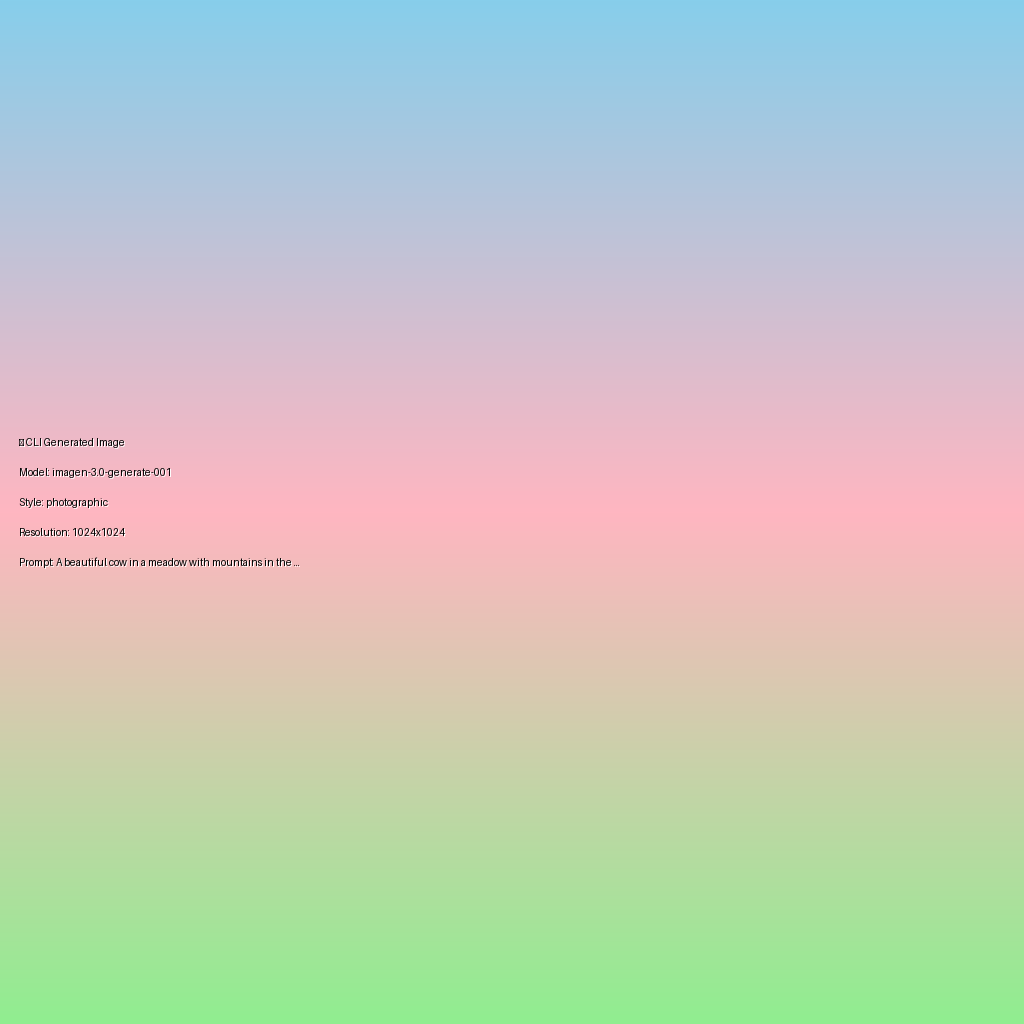 CLI Generated Image
Model: imagen-3.0-generate-001
Style: photographic
Resolution: 1024x1024
Prompt: A beautiful cow in a meadow with mountains in the ...